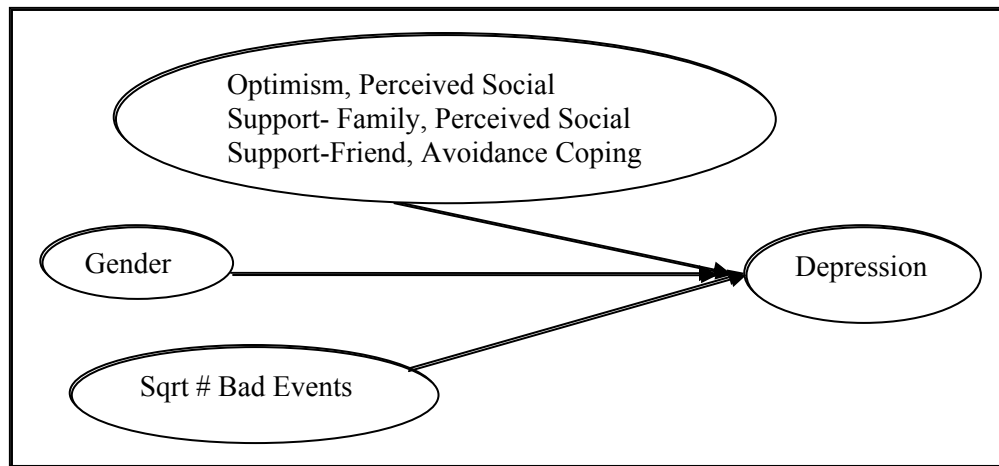 Optimism, Perceived Social
Support- Family, Perceived Social
Support-Friend, Avoidance Coping
Gender
Depression
Sqrt # Bad Events